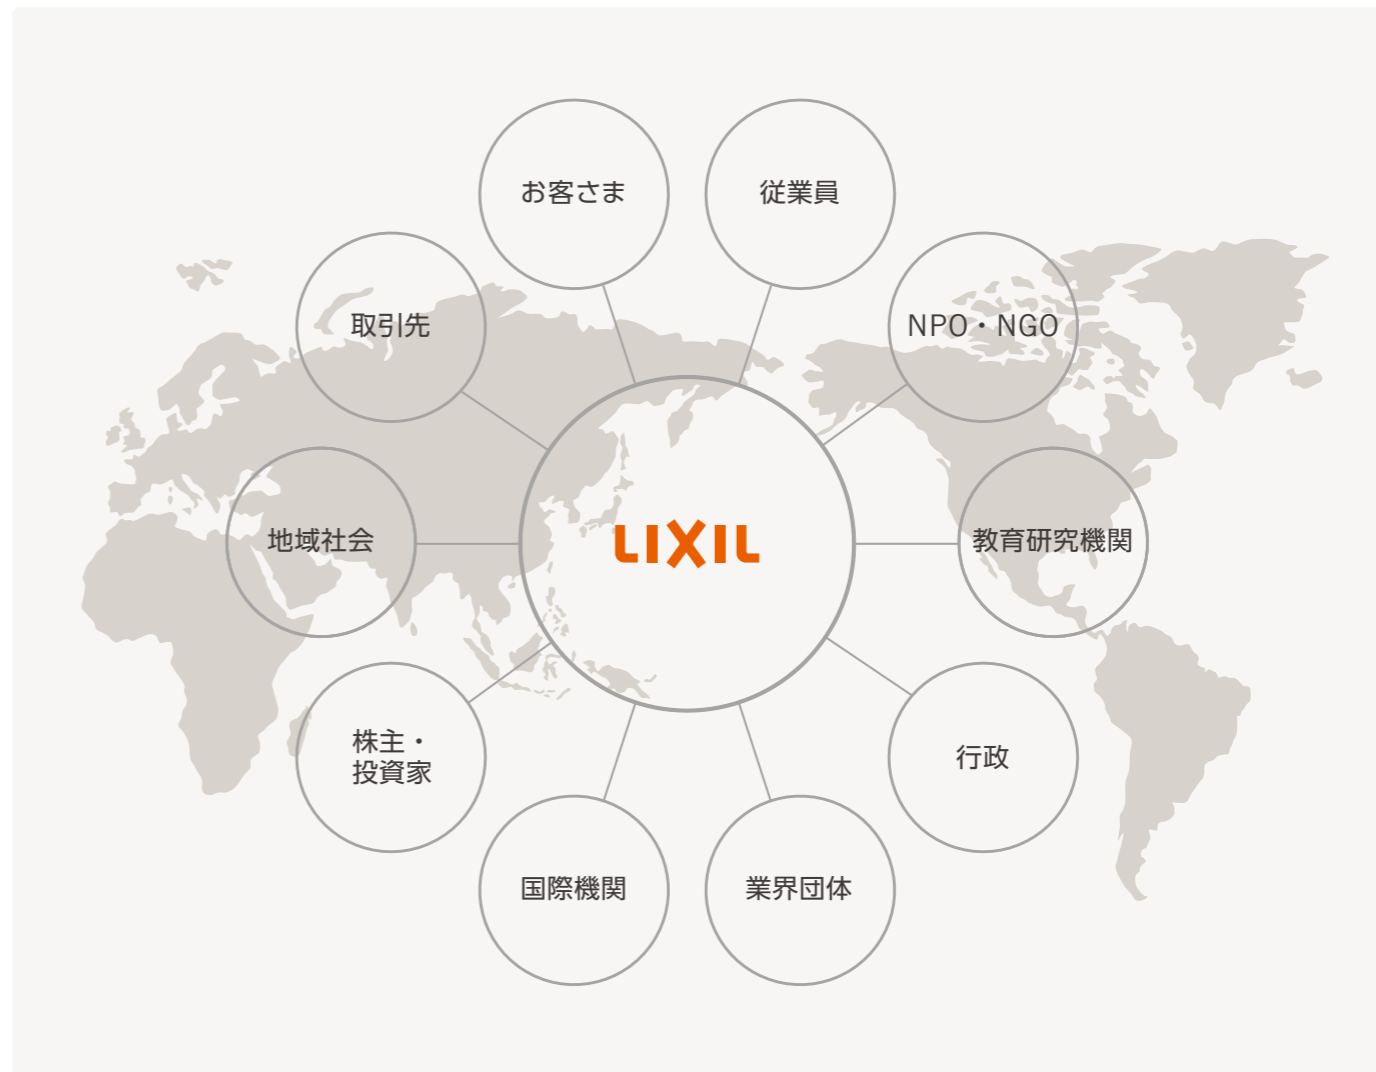 お客さま
従業員
取引先
NPO・NGO
地域社会
LIXIL
教育研究機関
株主・
投資家
行政
国際機関
業界団体